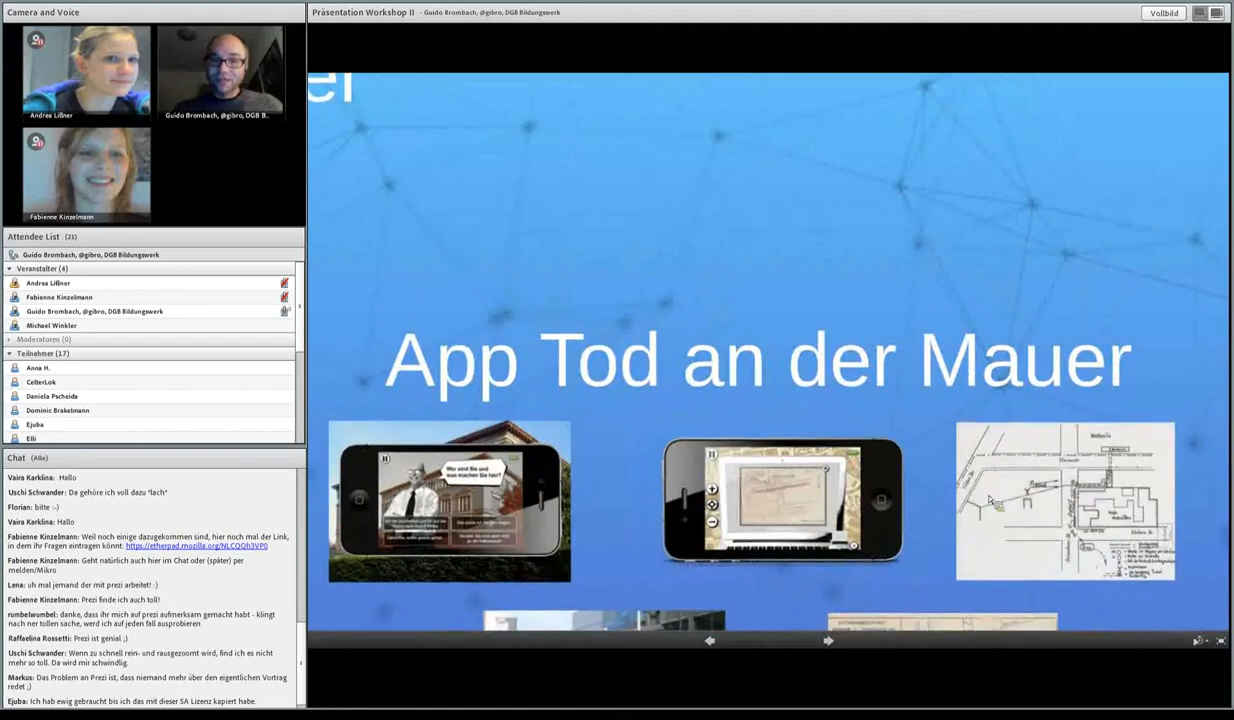 Camera and Voice
Andrea Lißner
Guido Brombach, @gibro, DGB B..
Fabienne Kinzelmann
Attendee List (21)
Guido Brombach, @gibro, DGB Bildungswerk
Veranstalter (4)
Andrea Lißner
Fabienne Kinzelmann
Guido Brombach, @gibro, DGB Bildungswerk
Michael Winkler
Moderatoren (0)
Teilnehmer (17)
Anna H.
CelterLok
Daniela Pscheida
Dominic Brakelmann
Ejuba
Elli
Chat (Alle)
Vaira Karklina: Hallo
Uschi Schwander: Da gehöre ich voll dazu *lach*
Florian: bitte :-)
Vaira Karklina: Hallo
Fabienne Kinzelmann: Weil noch einige dazugekommen sind, hier noch mal der Link,
in dem ihr Fragen eintragen könnt: https://etherpad.mozilla.org/NLCQQh3VP0
Fabienne Kinzelmann: Geht natürlich auch hier im Chat oder (später) per
melden/Mikro
Lena: uh mal jemand der mit prezi arbeitet! :)
Fabienne Kinzelmann: Prezi finde ich auch toll!
rumbelwumbel: danke, dass ihr mich auf prezi aufmerksam gemacht habt - klingt
nach ner tollen sache, werd ich auf jeden fall ausprobieren
Raffaelina Rossetti: Prezi ist genial ;)
Uschi Schwander: Wenn zu schnell rein- und rausgezoomt wird, find ich es nicht
mehr so toll. Da wird mir schwindlig.
Markus: Das Problem an Prezi ist, dass niemand mehr über den eigentlichen Vortrag
redet ;)
Ejuba: Ich hab ewig gebraucht bis ich das mit dieser SA Lizenz kapiert habe.
Präsentation Workshop II - Guido Brombach, @gibro, DGB Bildungswerk
Vollbild
el
App Tod an der Mauer
Wer sind Sie und
was machen Sie hier?